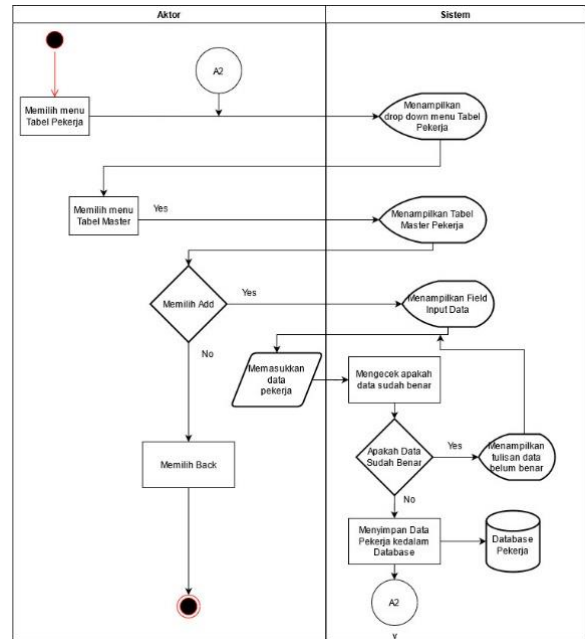 Aktor
Sistem
A2
Memilih menu
Tabel Pekerja
Menampilkan
drop down menu Tabel
Pekerja
Memilih menu
Tabel Master
Yes
Menampilkan Tabel
Master Pekerja
Memilih Add
Yes
Menampilkan Field
Input Data
No
Memasukkan
data
pekerja
Mengecek apakah
data sudah benar
Apakah Data
Sudah Benar
Yes
Menampilkan
tulisan data
belum benar
Memilih Back
No
Menyimpan Data
Pekerja kedalam
Database
Database
Pekerja
A2